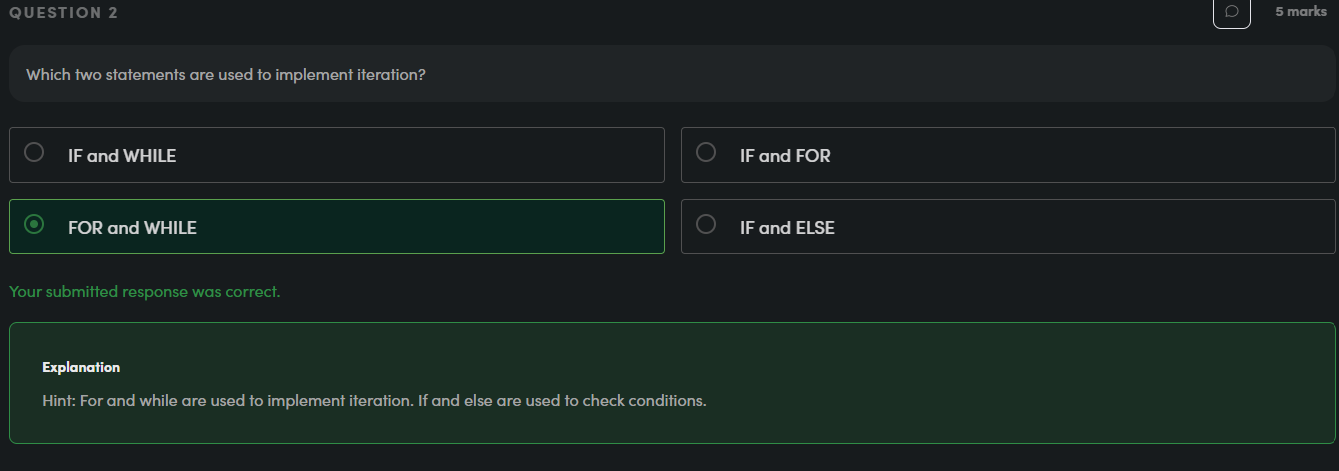 QUESTION 2
5 marks
Which two statements are used to implement iteration?
IF and WHILE
IF and FOR
FOR and WHILE
IF and ELSE
Your submitted response was correct.
Explanation
Hint: For and while are used to implement iteration. If and else are used to check conditions.